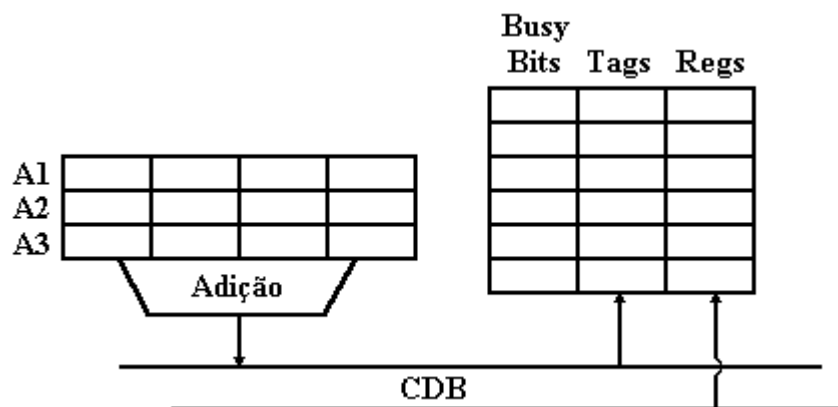 Busy
Bits Tags Regs
A1
A2
A3
Adição
CDB